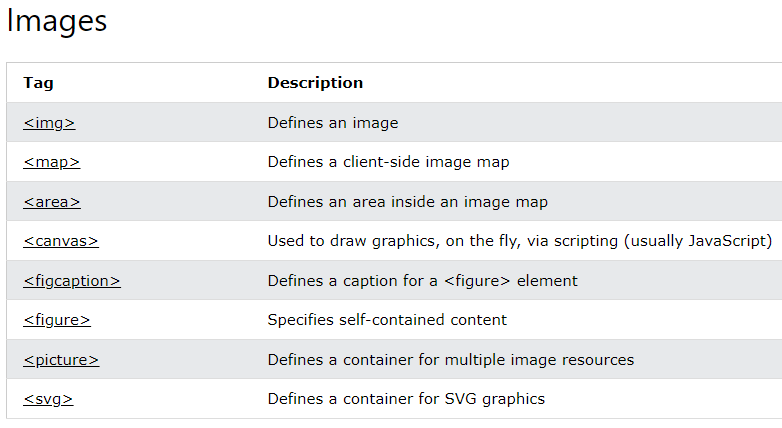 Images
Tag Description
<img> Defines an image
<map> Defines a client-side image map
<area> Defines an area inside an image map
<canvas> Used to draw graphics, on the fly, via scripting (usually JavaScript)
<figcaption> Defines a caption for a <figure> element
<figure> Specifies self-contained content
<picture> Defines a container for multiple image resources
<svg> Defines a container for SVG graphics